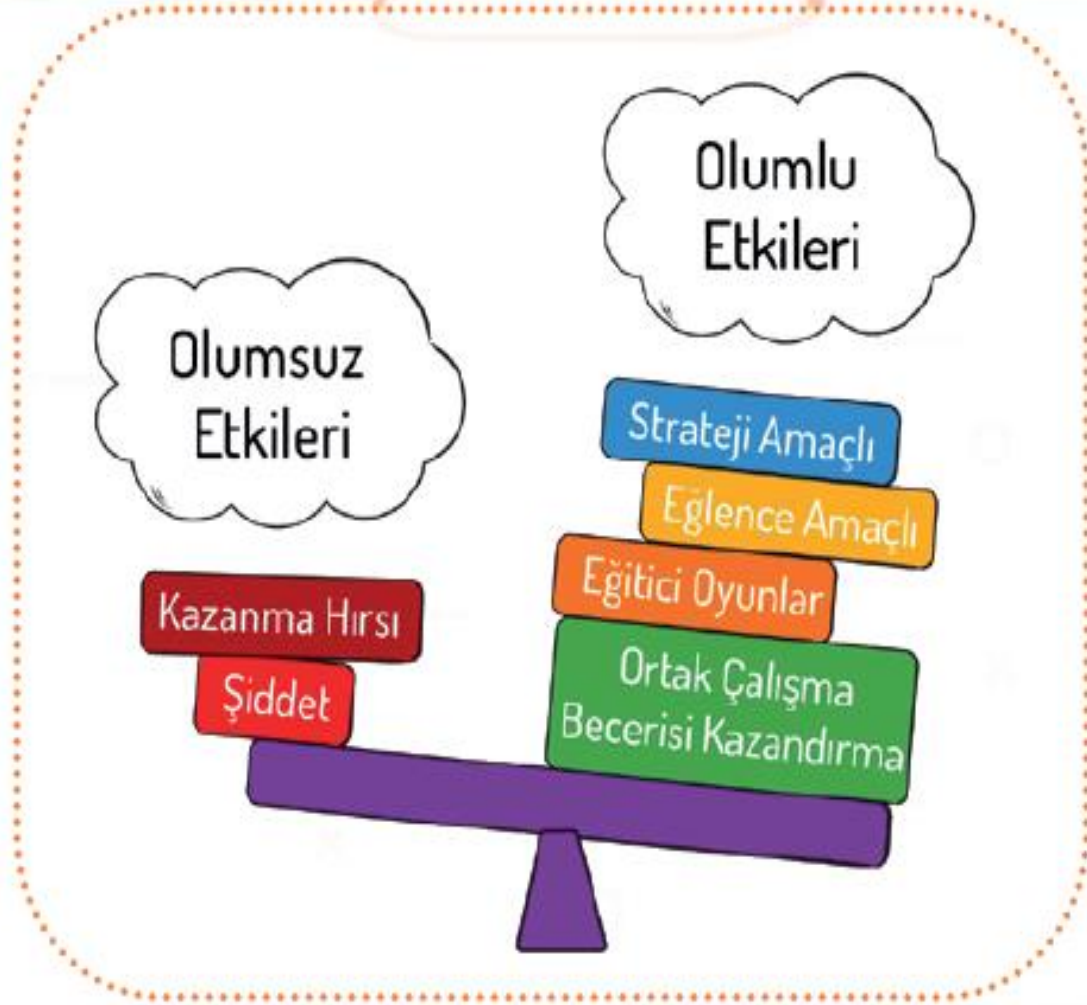 Olumlu
Etkileri
Olumsuz
Etkileri
Strateji Amaçlı
Eğlence Amaçlı
Eğitici Oyunlar
Ortak Çalışma
Becerisi Kazandırma
Kazanma Hırsı
Şiddet